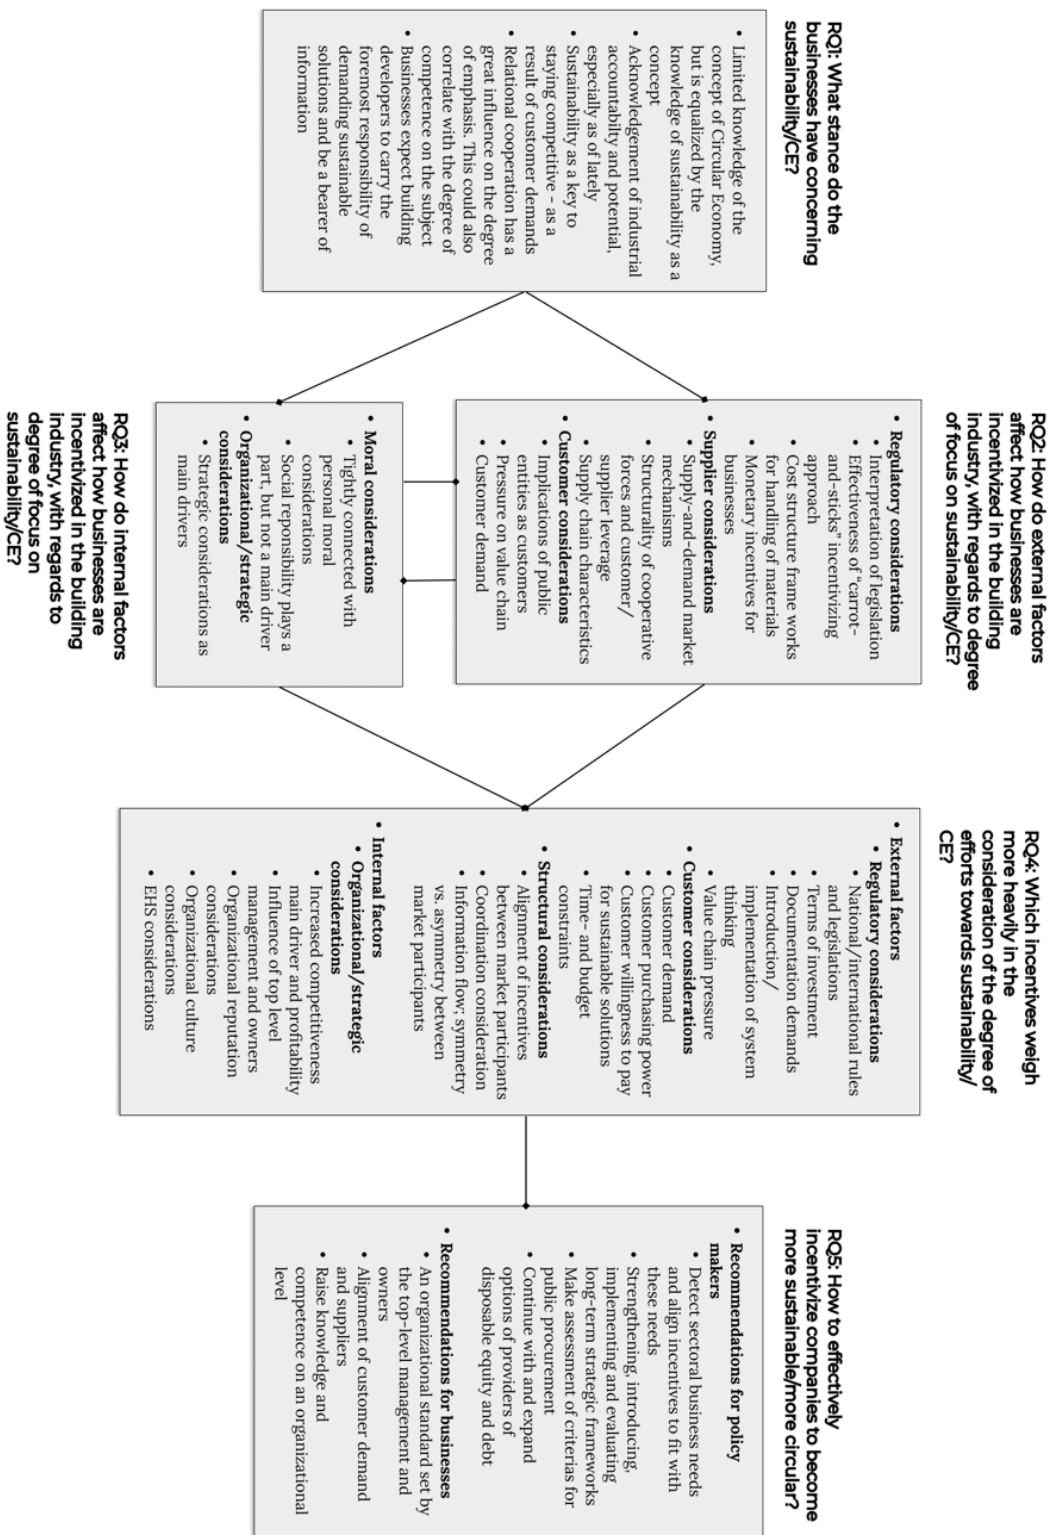 RQ1: What stance do the
businesses have concerning
sustainability/CE?
• Limited knowledge of the
concept of Circular Economy,
but is equalized by the
knowledge of sustainability as a
concept
• Acknowledgement of industrial
accountabilty and potential,
especially as of lately
• Sustainability as a key to
staying competitive - as a
result of customer demands
• Relational cooperation has a
great influence on the degree
of emphasis. This could also
correlate with the degree of
competence on the subject
• Businesses expect building
developers to carry the
foremost responsibility of
demanding sustainable
solutions and be a bearer of
information
RQ2: How do external factors
affect how businesses are
incentivized in the building
industry, with regards to degree
of focus on sustainability/CE?
• Regulatory considerations
• Interpretation of legislation
• Effectiveness of "carrot-
and-sticks" incentivizing
approach
• Cost structure frame works
for handling of materials
• Monetary incentives for
businesses
• Supplier considerations
• Supply-and-demand market
mechanisms
• Structurality of cooperative
forces and customer/
supplier leverage
• Supply chain characteristics
• Customer considerations
• Implications of public
entities as customers
• Pressure on value chain
• Customer demand
• Moral considerations
• Tightly connected with
personal moral
considerations
• Social reponsibility plays a
part, but not a main driver
• Organizational/strategic
considerations
• Strategic considerations as
main drivers
RQ3: How do internal factors
affect how businesses are
incentivized in the building
industry, with regards to
degree of focus on
sustainability/CE?
RQ4: Which incentives weigh
more heavily in the
consideration of the degree of
efforts towards sustainability/
CE?
• External factors
• Regulatory considerations
• National/international rules
and legislations
• Terms of investment
• Documentation demands
• Introduction/
implementation of system
thinking
• Value chain pressure
• Customer considerations
• Customer demand
• Customer purchasing power
• Customer willingness to pay
for sustainable solutions
• Time- and budget
constraints
• Structural considerations
• Alignment of incentives
between market participants
• Coordination consideration
• Information flow; symmetry
vs. asymmetry between
market participants
• Internal factors
• Organizational/strategic
considerations
• Increased competitiveness
main driver and profitability
• Influence of top level
management and owners
• Organizational reputation
considerations
• Organizational culture
considerations
• EHS considerations
RQ5: How to effectively
incentivize companies to become
more sustainable/more circular?
• Recommendations for policy
makers
• Detect sectoral business needs
and align incentives to fit with
these needs
• Strengthening, introducing,
implementing and evaluating
long-term strategic frameworks
• Make assessment of criterias for
public procurement
• Continue with and expand
options of providers of
disposable equity and debt
• Recommendations for businesses
• An organizational standard set by
the top-level management and
owners
• Alignment of customer demand
and suppliers
• Raise knowledge and
competence on an organizational
level